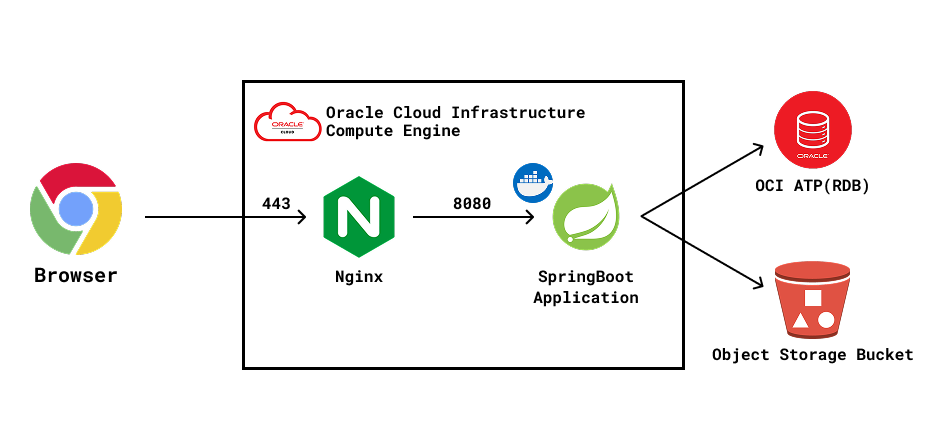 Oracle Cloud Infrastructure
Compute Engine
ORACLE
CLOUD
443
8080
Browser
Nginx
SpringBoot
Application
ORACLE
OCI ATP(RDB)
Object Storage Bucket